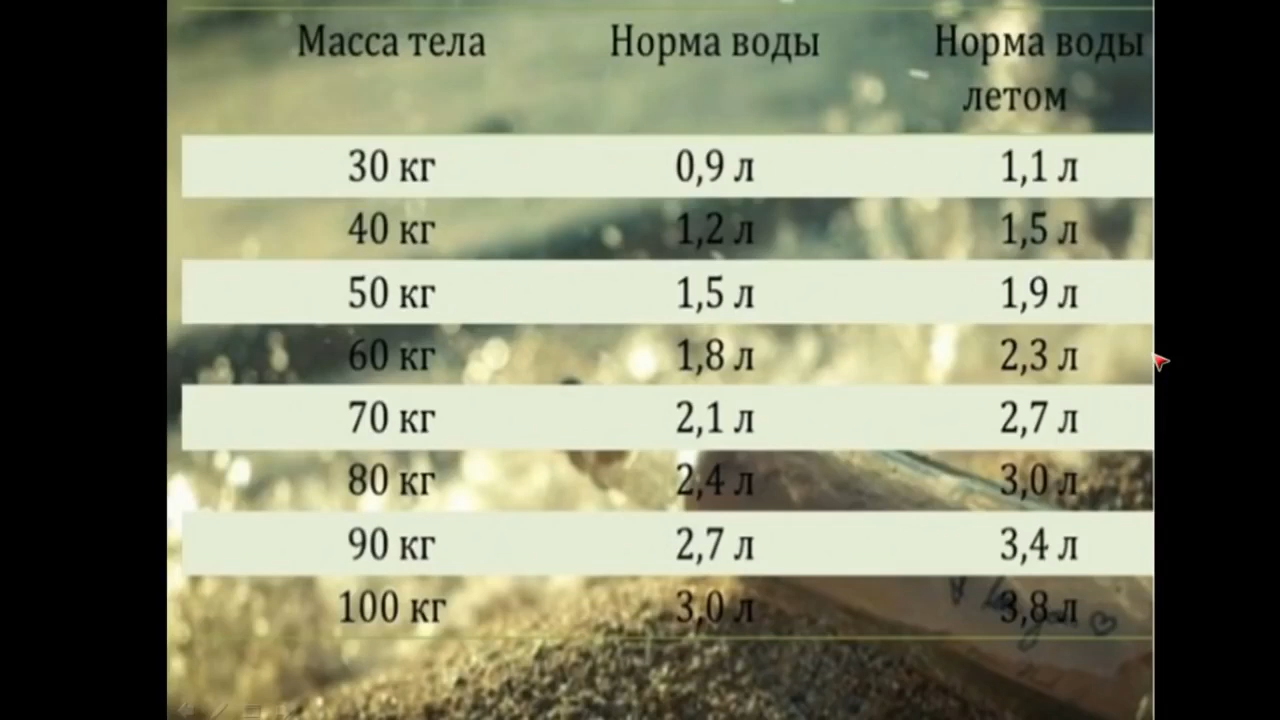 Масса тела Норма воды Норма воды
летом
30 кг 0,9 л 1,1 л
40 кг 1,2 л 1,5 л
50 кг 1,5 л 1,9 л
60 кг 1,8 л 2,3 л
70 кг 2,1 л 2,7 л
80 кг 2,4 л 3,0 л
90 кг 2,7 л 3,4 л
100 кг 3,0 л 3,8 л